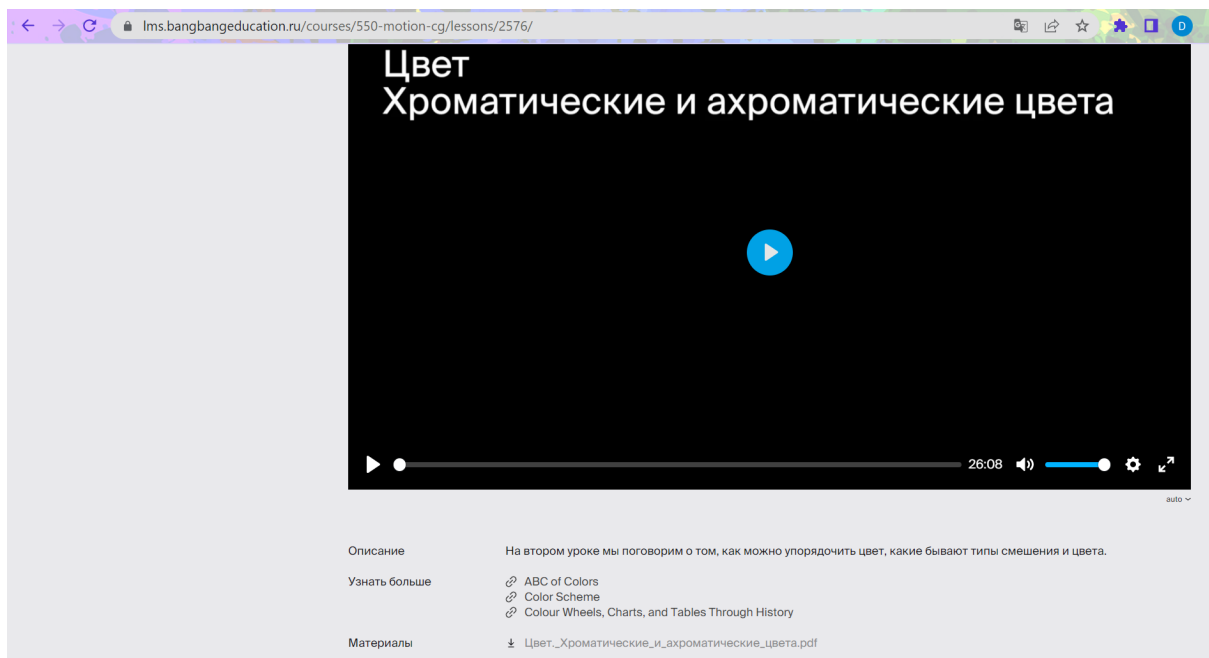 lms.bangbangeducation.ru/courses/550-motion-cg/lessons/2576/
D
Цвет
Хроматические и ахроматические цвета
26:08
auto
Описание
На втором уроке мы поговорим о том, как можно упорядочить цвет, какие бывают типы смешения и цвета.
Узнать больше
ABC of Colors
Color Scheme
Colour Wheels, Charts, and Tables Through History
Материалы
Цвет._Хроматические_и_ахроматические_цвета.pdf